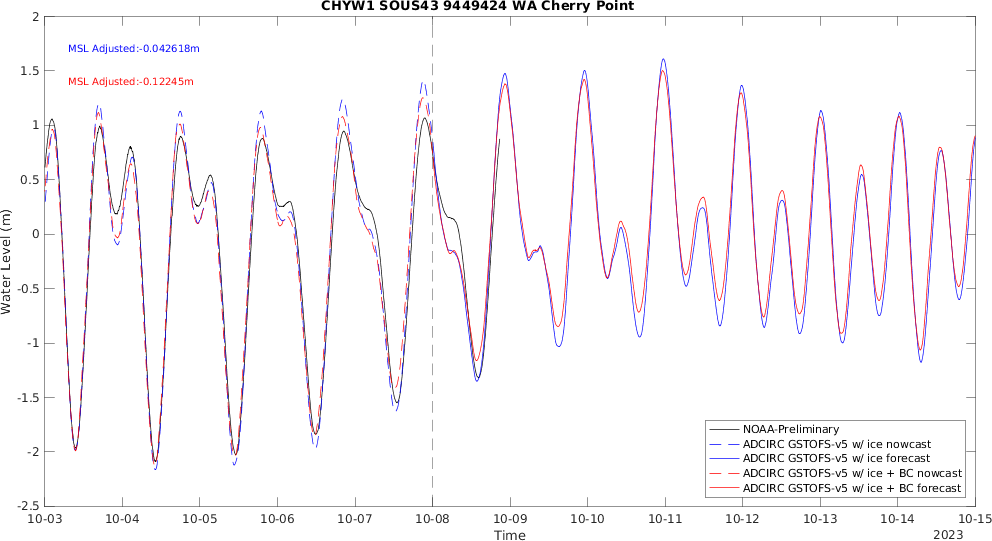 CHYW1 SOUS43 9449424 WA Cherry Point
MSL Adjusted:-0.042618m
MSL Adjusted:-0.12245m
Water Level (m)
2
1.5
1
0.5
0
-0.5
-1
-1.5
-2
-2.5
NOAA-Preliminary
ADCIRC GSTOFS-v5 w/ ice nowcast
ADCIRC GSTOFS-v5 w/ ice forecast
ADCIRC GSTOFS-v5 w/ ice + BC nowcast
ADCIRC GSTOFS-v5 w/ ice + BC forecast
10-03 10-04 10-05 10-06 10-07 10-08 10-09 10-10 10-11 10-12 10-13 10-14 10-15
Time
2023